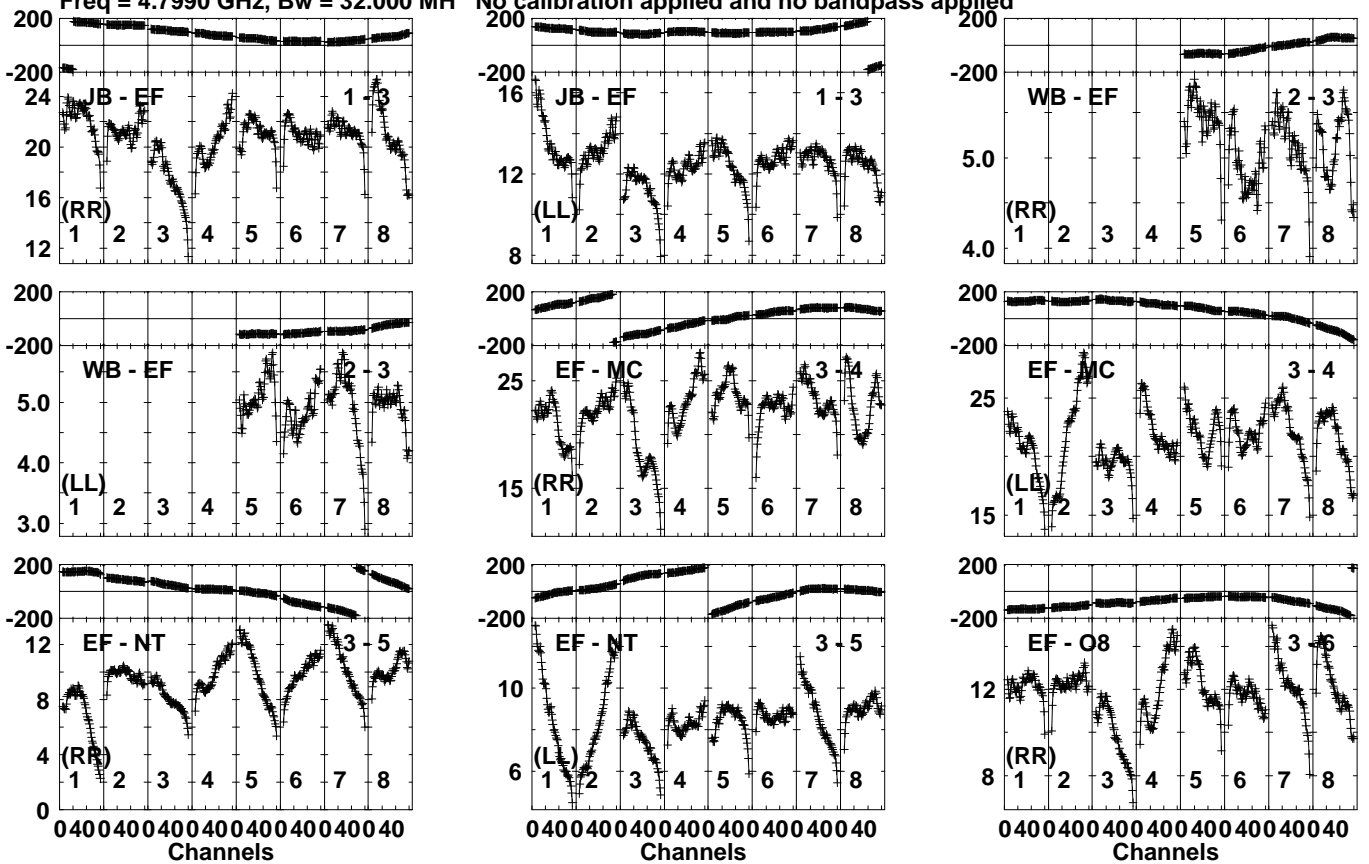 Freq = 4.7990 GHz, Bw = 32.000 MH No calibration applied and no bandpass applied
200 200 200
-200 -200 -200
JB - EF 1 - 3 JB - EF 1 - 3 WB - EF 2 - 3
24 16
20 5.0
16 12
(RR) (LL) (RR)
1 2 3 4 5 6 7 8 1 2 3 4 5 6 7 8 1 2 3 4 5 6 7 8
12 8 4.0
200 200 200
-200 -200 -200
WB - EF 2 - 3 EF - MC 3 - 4 EF - MC 3 - 4
5.0 25 25
4.0
(LL) (RR) (LL)
1 2 3 4 5 6 7 8 1 2 3 4 5 6 7 8 1 2 3 4 5 6 7 8
3.0 15 15
200 200 200
-200 -200 -200
EF - NT 3 - 5 EF - NT 3 - 5 EF - O8 3 - 6
12 10 12
8
4
(RR) (LL) (RR)
1 2 3 4 5 6 7 8 1 2 3 4 5 6 7 8 1 2 3 4 5 6 7 8
0 6 8
0 40 0 40 0 40 0 40 0 40 0 40 0 40 0 40 0 40 0 40 0 40 0 40 0 40 0 40 0 40 0 40 0 40 0 40 0 40 0 40 0 40 0 40 0 40 0 40
Channels Channels Channels